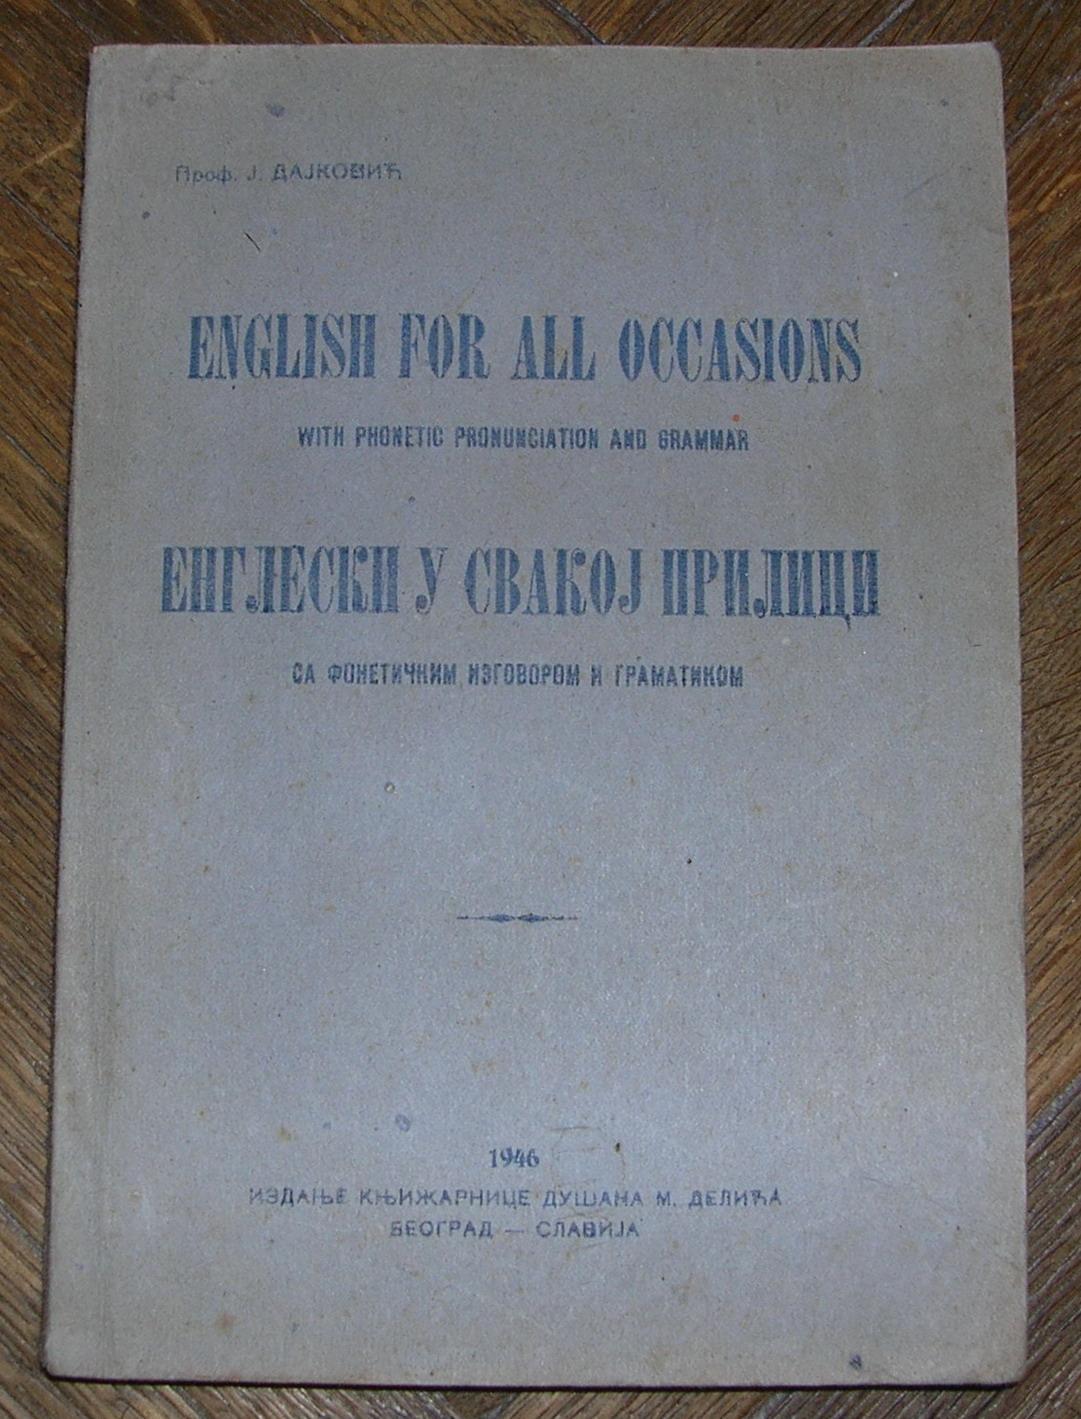 Проф. Ј. ДАЈКОВИЋ
ENGLISH FOR ALL OCCASIONS
WITH PHONETIC PRONUNCIATION AND GRAMMAR
ЕНГЛЕСКИ У СВАКОЈ ПРИЛИЦИ
СА ФОНЕТИЧНИМ ИЗГОВОРОМ И ГРАМАТИКОМ
1946
ИЗДАЊЕ КЊИЖАРНИЦЕ ДУШАНА М. ДЕЛИЋА
БЕОГРАД — СЛАВИЈА